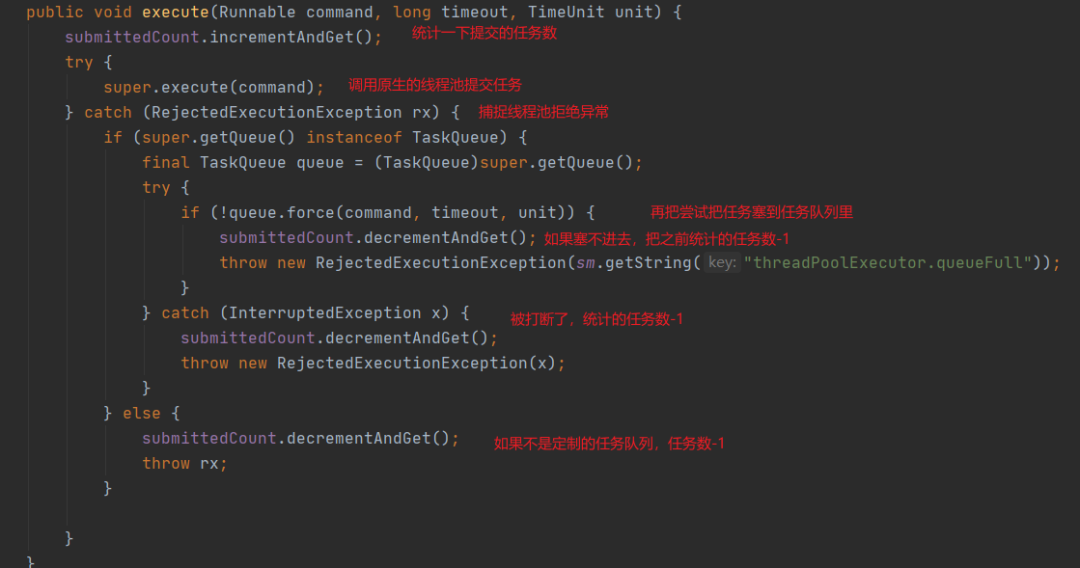 public void execute(Runnable command, long timeout, TimeUnit unit) {
submittedCount.incrementAndGet(); 统计一下提交的任务数
try {
super.execute(command); 调用原生的线程池提交任务
} catch (RejectedExecutionException rx) { 捕捉线程池拒绝异常
if (super.getQueue() instanceof TaskQueue) {
final TaskQueue queue = (TaskQueue)super.getQueue();
try {
if (!queue.force(command, timeout, unit)) { 再把尝试把任务塞到任务队列里
submittedCount.decrementAndGet(); 如果塞不进去，把之前统计的任务数-1
throw new RejectedExecutionException(sm.getString( key: "threadPoolExecutor.queueFull"));
}
} catch (InterruptedException x) { 被打断了，统计的任务数-1
submittedCount.decrementAndGet();
throw new RejectedExecutionException(x);
}
} else {
submittedCount.decrementAndGet(); 如果不是定制的任务队列，任务数-1
throw rx;
}
}
}